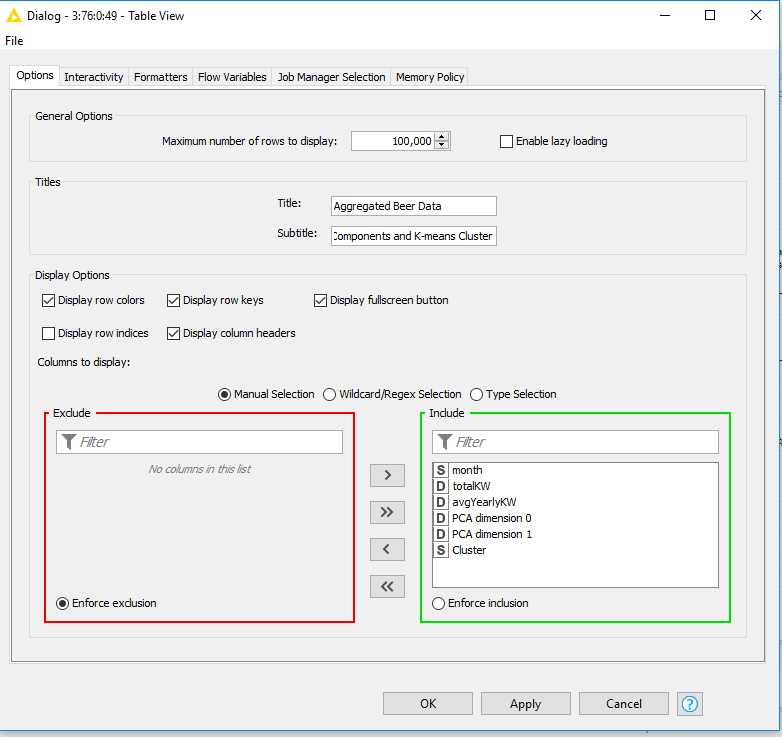 Dialog - 3:76:0:49 - Table View
File
Options Interactivity Formatters Flow Variables Job Manager Selection Memory Policy
General Options
Maximum number of rows to display: 100,000 Enable lazy loading
Titles
Title: Aggregated Beer Data
Subtitle: Components and K-means Cluster
Display Options
Display row colors Display row keys Display fullscreen button
Display row indices Display column headers
Columns to display:
Manual Selection Wildcard/Regex Selection Type Selection
Exclude Include
Filter Filter
No columns in this list
S month
D totalKW
D avgYearlyKW
D PCA dimension 0
D PCA dimension 1
S Cluster
> 
>>
<
<<
Enforce exclusion Enforce inclusion
OK Apply Cancel ?